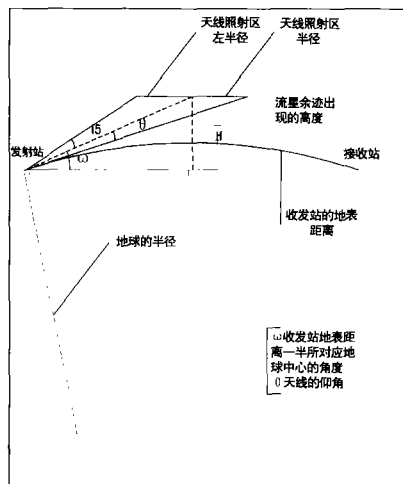 天线照射区
左半径
天线照射区
半径
流星余迹出
现的高度
15
θ
H
发射站
ω
接收站
收发站的地表
距离
地球的半径
ω收发站地表距
离一半所对应地
球中心的角度
θ天线的仰角